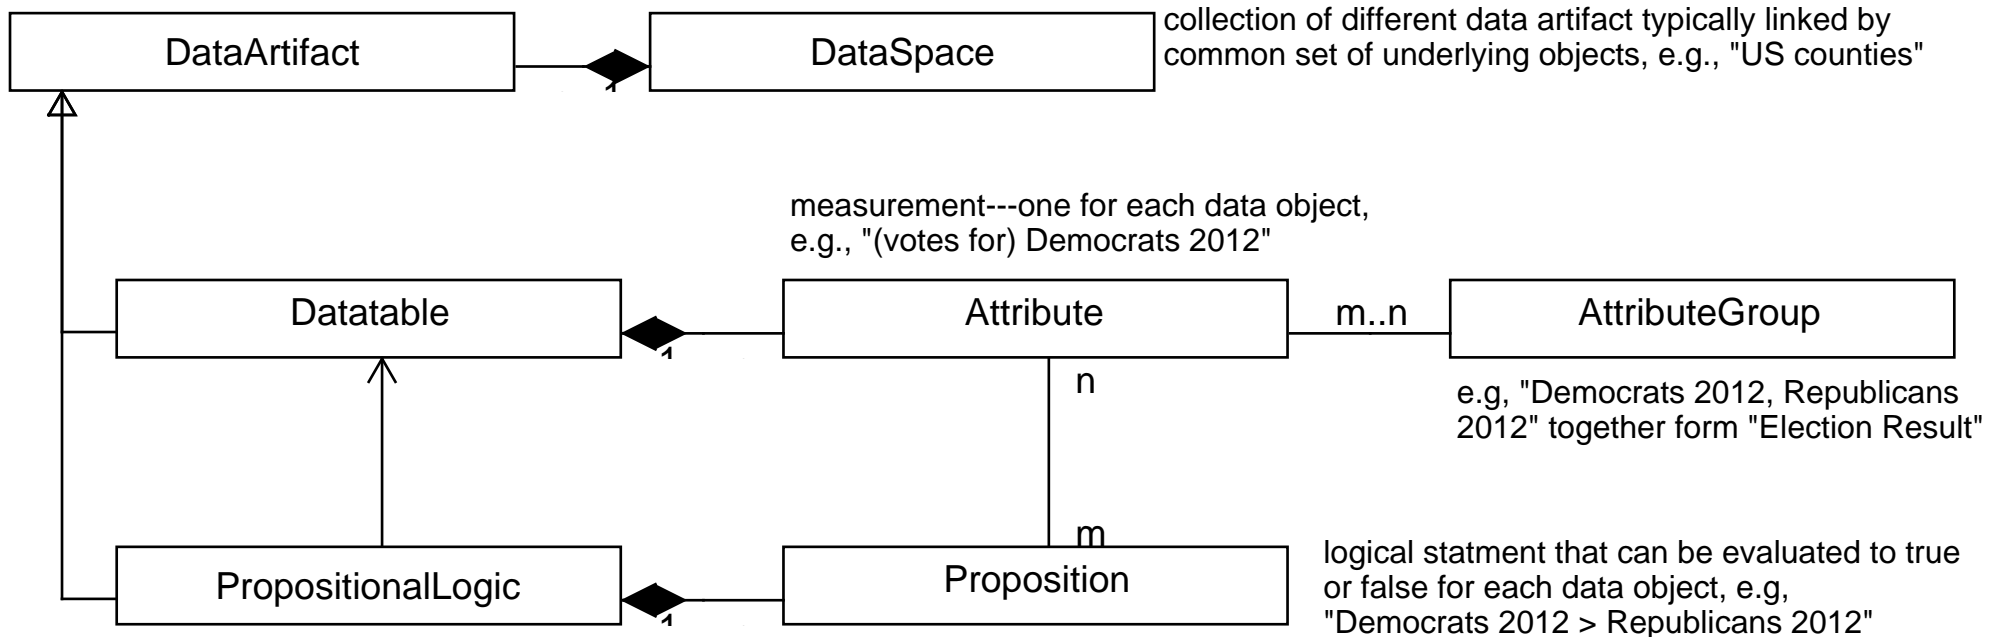 DataArtifact
DataSpace
collection of different data artifact typically linked by
common set of underlying objects, e.g., "US counties"
1
measurement---one for each data object,
e.g., "(votes for) Democrats 2012"
Datatable
1
Attribute
m..n
AttributeGroup
n
e.g, "Democrats 2012, Republicans
2012" together form "Election Result"
m
PropositionalLogic
1
Proposition
logical statment that can be evaluated to true
or false for each data object, e.g,
"Democrats 2012 > Republicans 2012"